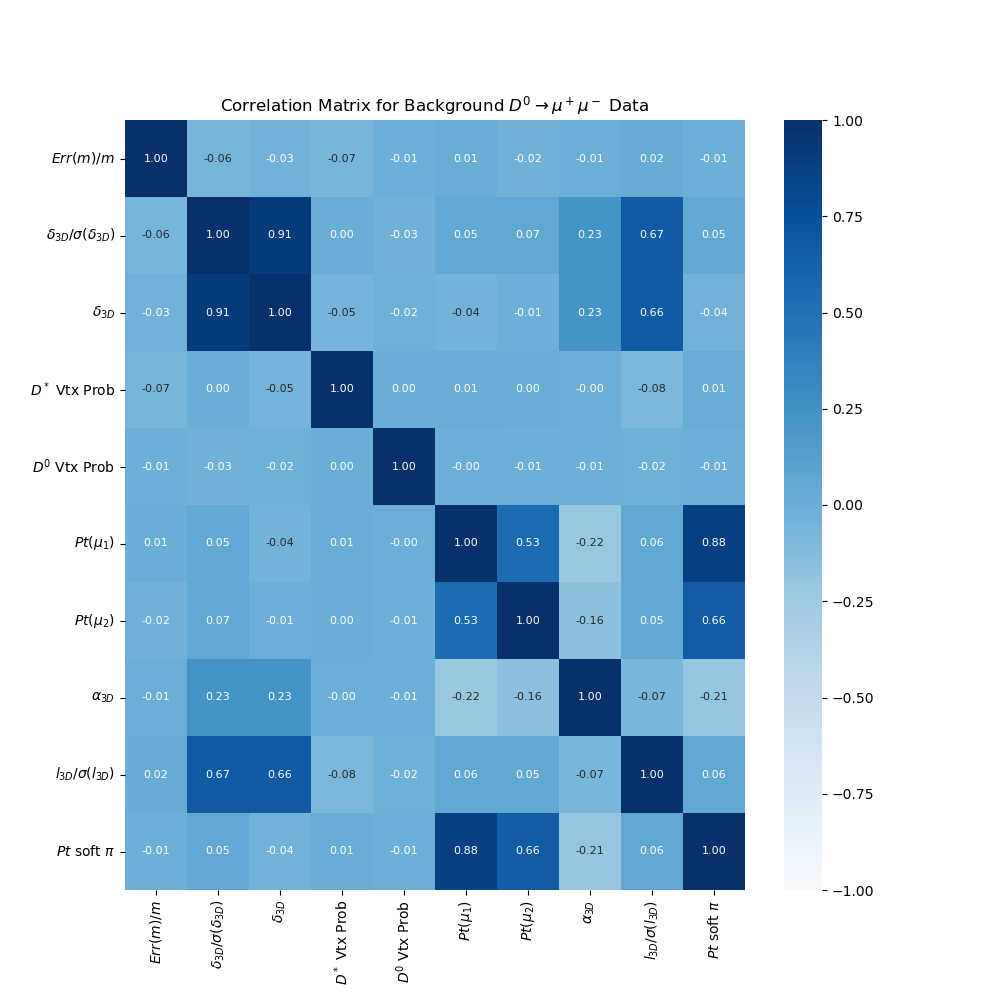 Correlation Matrix for Background $D^0 \rightarrow \mu^+\mu^-$ Data
Err(m)/m 1.00 -0.06 -0.03 -0.07 -0.01 0.01 -0.02 -0.01 0.02 -0.01
δ₃D/σ(δ₃D) -0.06 1.00 0.91 0.00 -0.03 0.05 0.07 0.23 0.67 0.05
δ₃D -0.03 0.91 1.00 -0.05 -0.02 -0.04 -0.01 0.23 0.66 -0.04
D* Vtx Prob -0.07 0.00 -0.05 1.00 0.00 0.01 0.00 -0.00 -0.08 0.01
D⁰ Vtx Prob -0.01 -0.03 -0.02 0.00 1.00 -0.00 -0.01 -0.01 -0.02 -0.01
Pt(μ₁) 0.01 0.05 -0.04 0.01 -0.00 1.00 0.53 -0.22 0.06 0.88
Pt(μ₂) -0.02 0.07 -0.01 0.00 -0.01 0.53 1.00 -0.16 0.05 0.66
α₃D -0.01 0.23 0.23 -0.00 -0.01 -0.22 -0.16 1.00 -0.07 -0.21
l₃D/σ(l₃D) 0.02 0.67 0.66 -0.08 -0.02 0.06 0.05 -0.07 1.00 0.06
Pt soft π -0.01 0.05 -0.04 0.01 -0.01 0.88 0.66 -0.21 0.06 1.00
Err(m)/m
δ₃D/σ(δ₃D)
δ₃D
D* Vtx Prob
D⁰ Vtx Prob
Pt(μ₁)
Pt(μ₂)
α₃D
l₃D/σ(l₃D)
Pt soft π
1.00
0.75
0.50
0.25
0.00
−0.25
−0.50
−0.75
−1.00